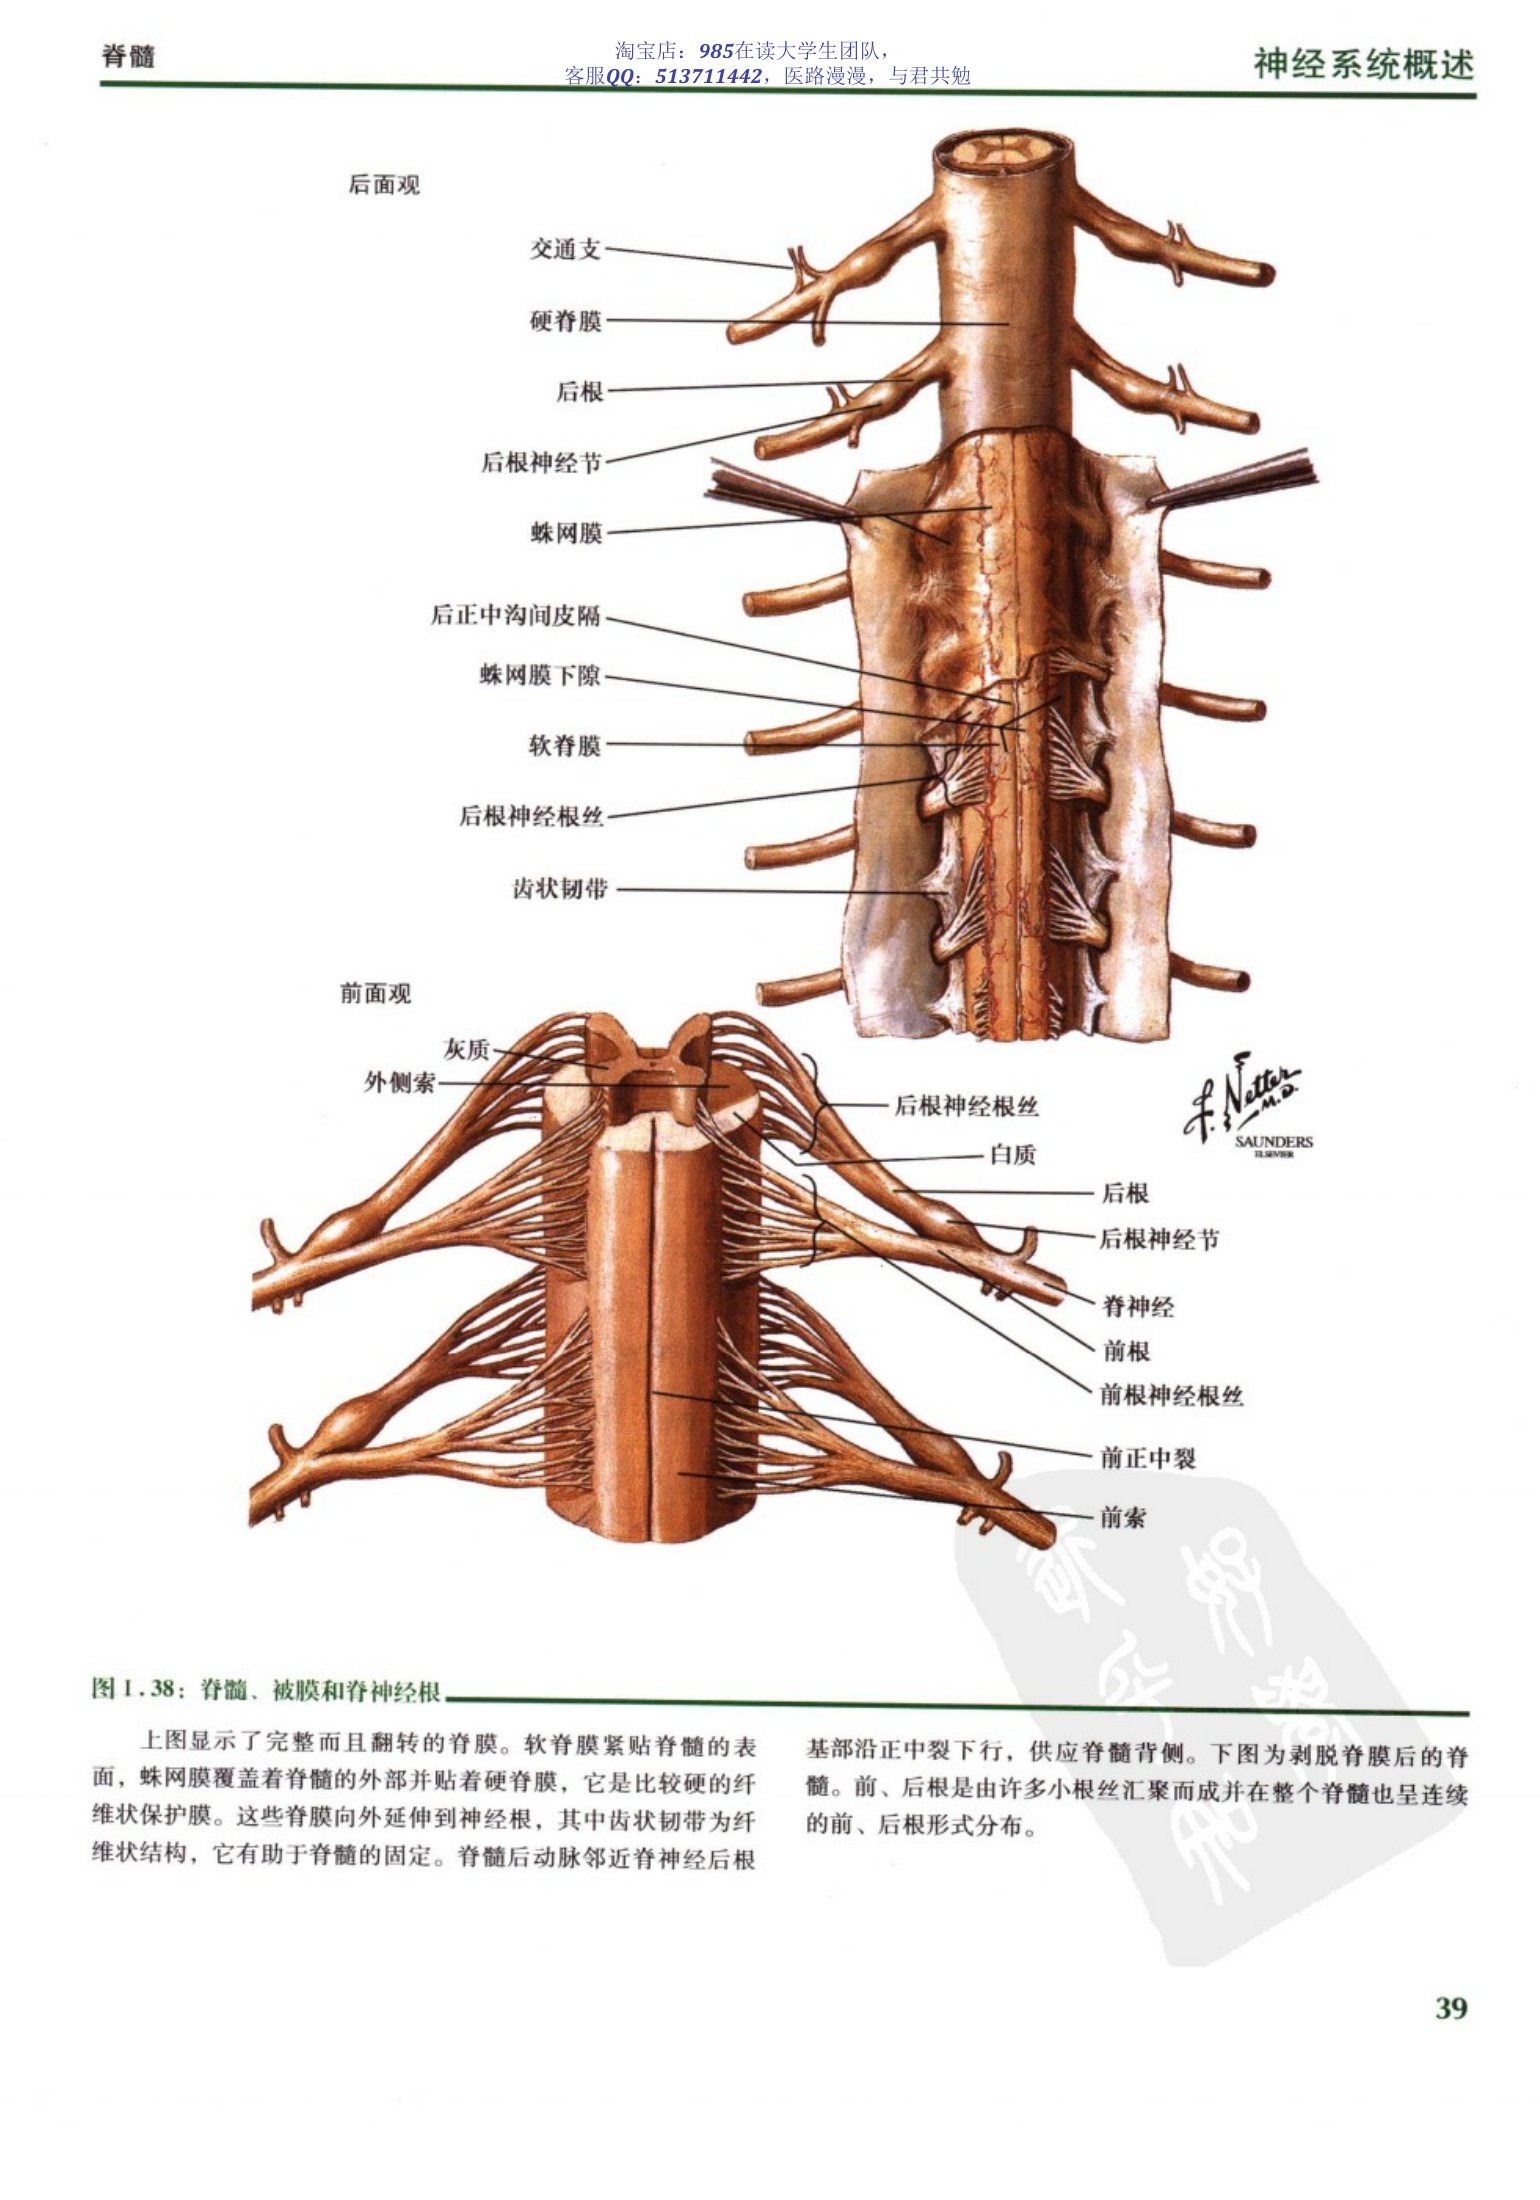 脊髓
淘宝店：985在读大学生团队，
客服QQ：513711442，医路漫漫，与君共勉
神经系统概述
后面观
交通支
硬脊膜
后根
后根神经节
蛛网膜
后正中沟间皮隔
蛛网膜下隙
软脊膜
后根神经根丝
齿状韧带
前面观
灰质
外侧索
后根神经根丝
白质
后根
后根神经节
脊神经
前根
前根神经根丝
前正中裂
前索
F. Netter M.D.
SAUNDERS
ELSEVIER
图 I.38：脊髓、被膜和脊神经根
上图显示了完整而且翻转的脊膜。软脊膜紧贴脊髓的表
面，蛛网膜覆盖着脊髓的外部并贴着硬脊膜，它是比较硬的纤
维状保护膜。这些脊膜向外延伸到神经根，其中齿状韧带为纤
维状结构，它有助于脊髓的固定。脊髓后动脉邻近脊神经后根
基部沿正中裂下行，供应脊髓背侧。下图为剥脱脊膜后的脊
髓。前、后根是由许多小根丝汇聚而成并在整个脊髓也呈连续
的前、后根形式分布。
39